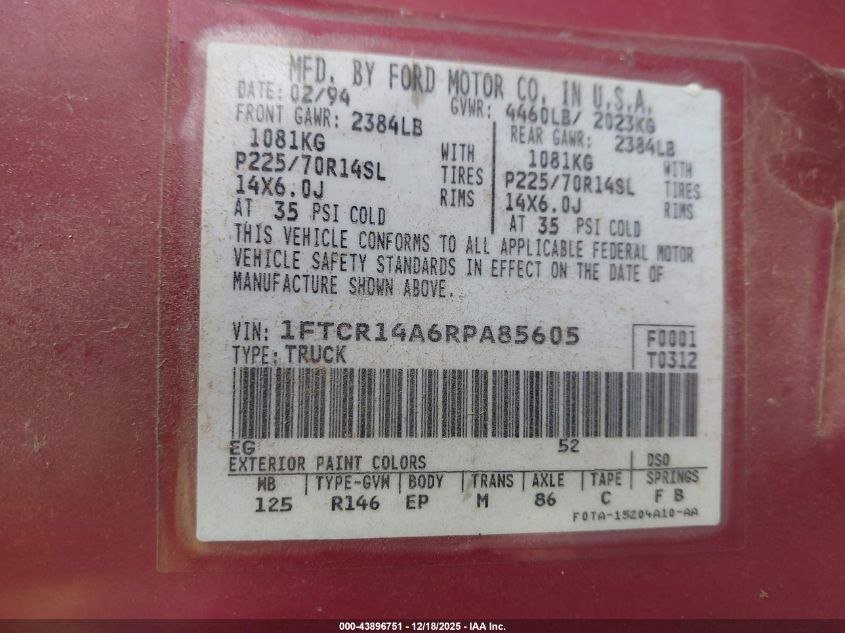 MFD. BY FORD MOTOR CO. IN U.S.A.
DATE: 02/94 GVWR: 4460LB/ 2023KG
FRONT GAWR: 2384LB REAR GAWR: 2384LB
1081KG WITH 1081KG WITH
P225/70R14SL TIRES P225/70R14SL TIRES
14X6.0J RIMS 14X6.0J RIMS
AT 35 PSI COLD AT 35 PSI COLD
THIS VEHICLE CONFORMS TO ALL APPLICABLE FEDERAL MOTOR
VEHICLE SAFETY STANDARDS IN EFFECT ON THE DATE OF
MANUFACTURE SHOWN ABOVE.
VIN: 1FTCR14A6RPA85605 F0001
TYPE: TRUCK T0312
EG 52
EXTERIOR PAINT COLORS DSO
WB TYPE-GVW BODY TRANS AXLE TAPE SPRINGS
125 R146 EP M 86 C F B
F0TA-15204A10-AA
000-43896751 - 12/18/2025 - IAA Inc.